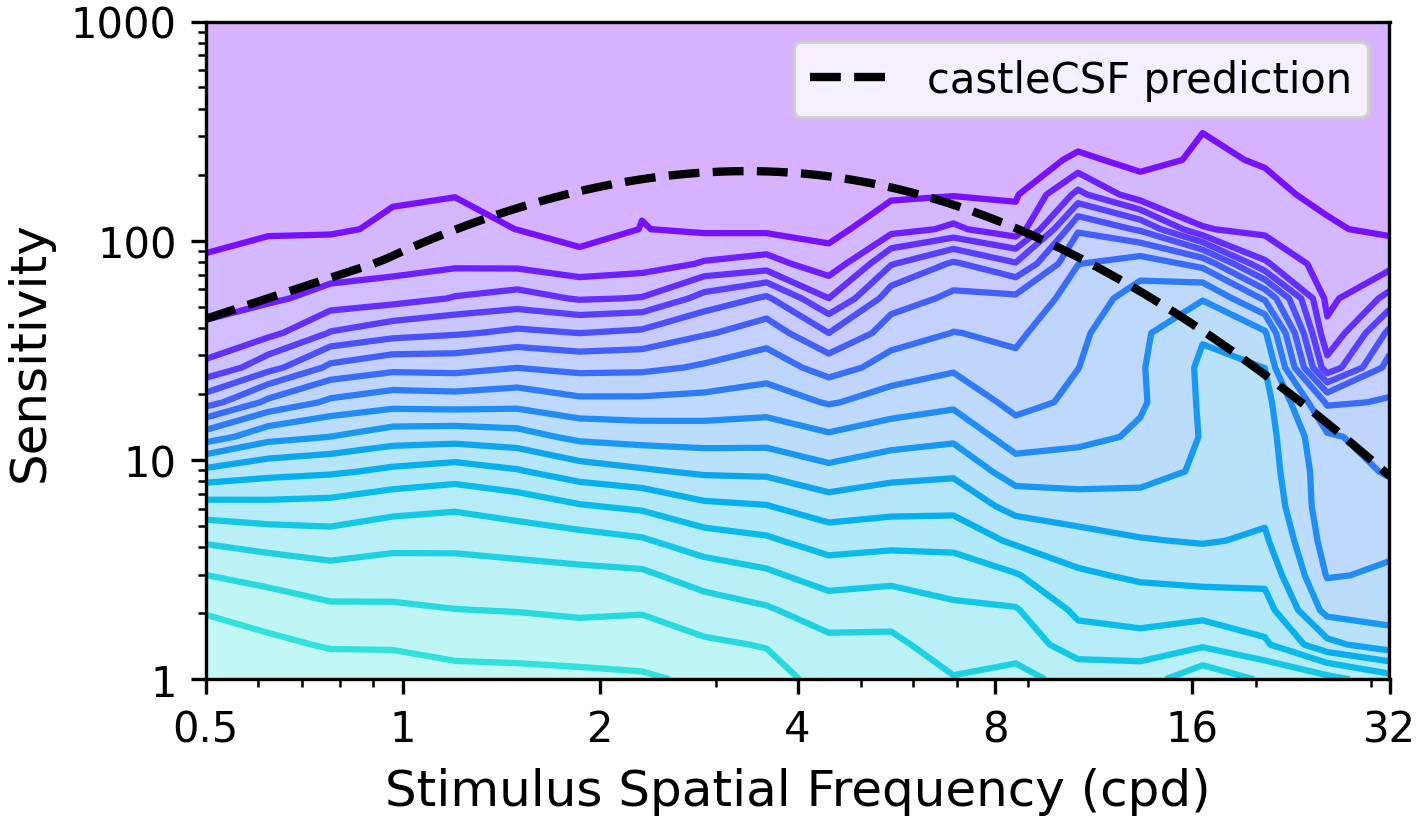 1000
100
10
1
Sensitivity
castleCSF prediction
0.5 1 2 4 8 16 32
Stimulus Spatial Frequency (cpd)